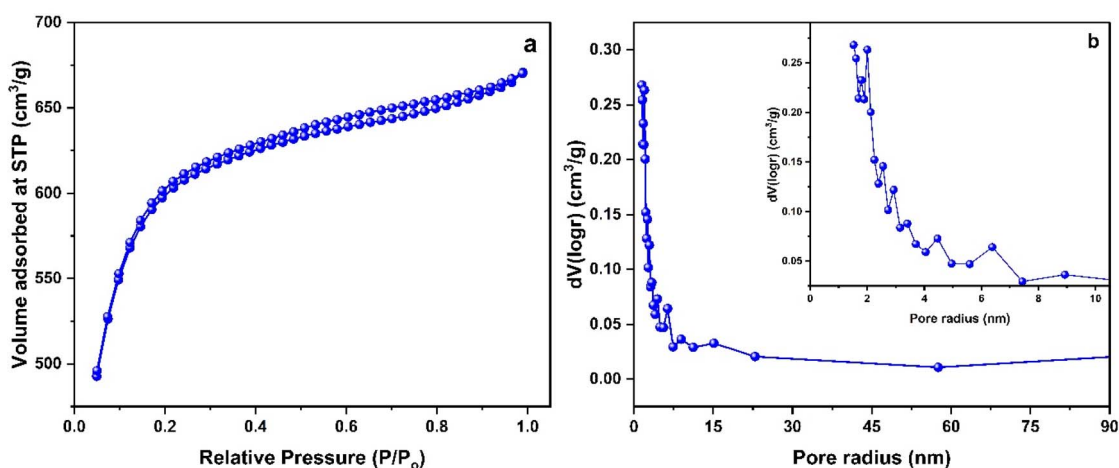 a
700
650
600
550
500
0.0 0.2 0.4 0.6 0.8 1.0
Volume adsorbed at STP (cm³/g)
Relative Pressure (P/Pₒ)
b
0.30
0.25
0.20
0.15
0.10
0.05
0.00
0 15 30 45 60 75 90
dV(logr) (cm³/g)
Pore radius (nm)
0.25
0.20
0.15
0.10
0.05
0 2 4 6 8 10
dV(logr) (cm³/g)
Pore radius (nm)